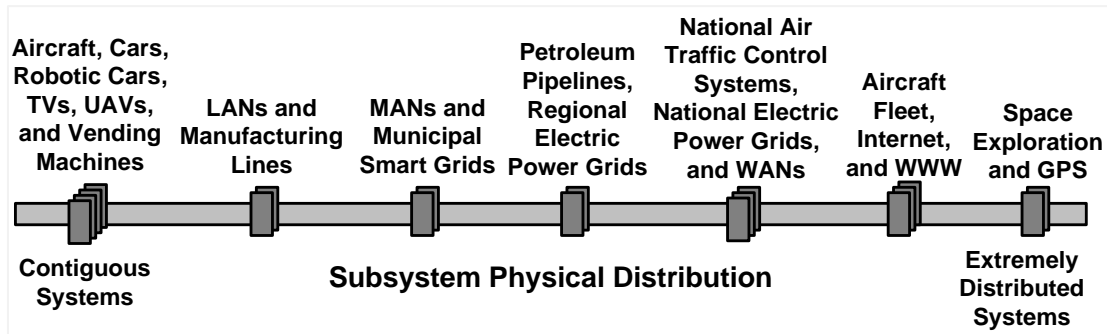 Aircraft, Cars,
Robotic Cars,
TVs, UAVs,
and Vending
Machines
LANs and
Manufacturing
Lines
MANs and
Municipal
Smart Grids
Petroleum
Pipelines,
Regional
Electric
Power Grids
National Air
Traffic Control
Systems,
National Electric
Power Grids,
and WANs
Aircraft
Fleet,
Internet,
and WWW
Space
Exploration
and GPS
Contiguous
Systems
Subsystem Physical Distribution
Extremely
Distributed
Systems